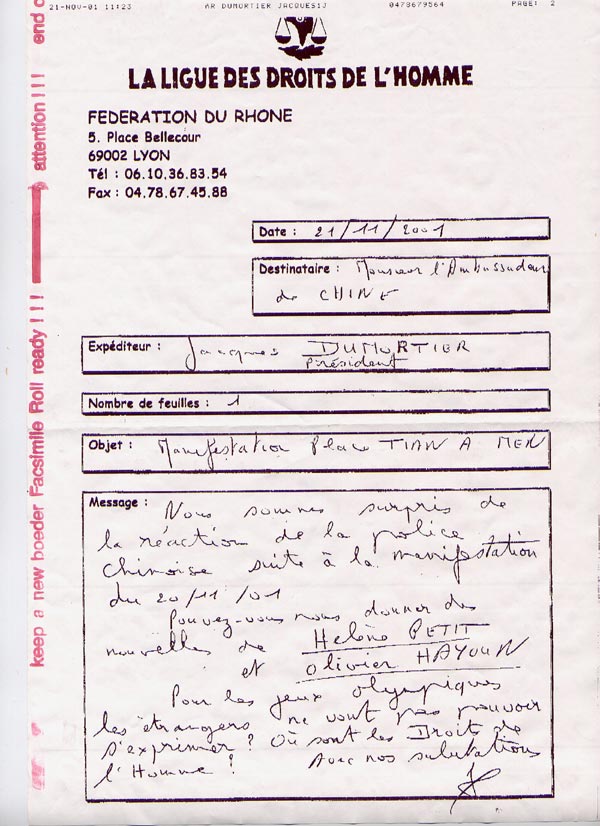 21-NOV-01 11:23 AR DUMORTIER JACQUES1J 0478679564 PAGE: 2
LA LIGUE DES DROITS DE L'HOMME
FEDERATION DU RHONE
5, Place Bellecour
69002 LYON
Tél : 06.10.36.83.54
Fax : 04.78.67.45.88
Date : 21/11/2001
Destinataire : Monsieur l'Ambassadeur
de CHINE
Expéditeur : Jacques DUMORTIER
Président
Nombre de feuilles : 1
Objet : Manifestation Place TIAN A MEN
Message : Nous sommes surpris de
la réaction de la police
chinoise suite à la manifestation
du 20/11/01
Pouvez-vous nous donner des
nouvelles de Helène PETIT
et Olivier HAYOUN
Pour les jeux olympiques
les étrangers ne vont pas pouvoir
s'exprimer? Où sont les Droits de
l'Homme? Avec nos salutations
keep a new boeder Facsimile Roll ready!!! attention!!! end o